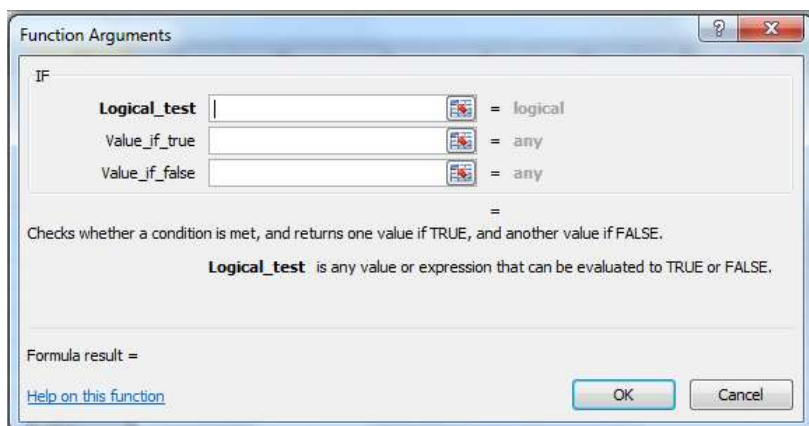 Function Arguments
?
IF
Logical_test = logical
Value_if_true = any
Value_if_false = any
=
Checks whether a condition is met, and returns one value if TRUE, and another value if FALSE.
Logical_test is any value or expression that can be evaluated to TRUE or FALSE.
Formula result =
Help on this function
OK Cancel